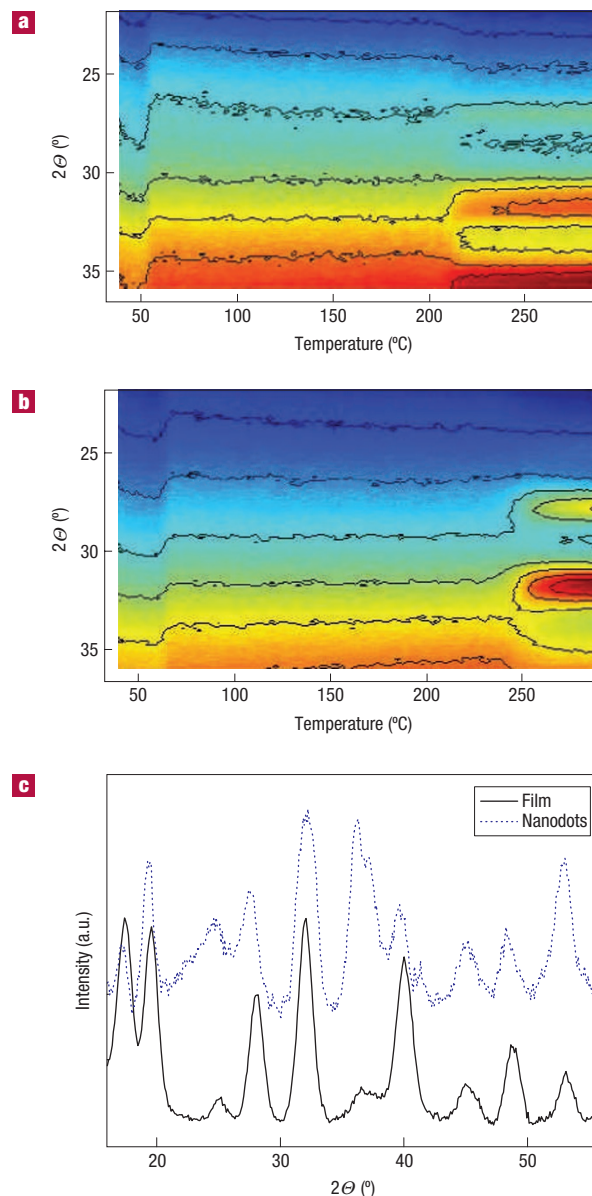 a
25
30
35
2Θ (º)
50 100 150 200 250
Temperature (ºC)
b
25
30
35
2Θ (º)
50 100 150 200 250
Temperature (ºC)
c
Film
Nanodots
Intensity (a.u.)
20 30 40 50
2Θ (º)